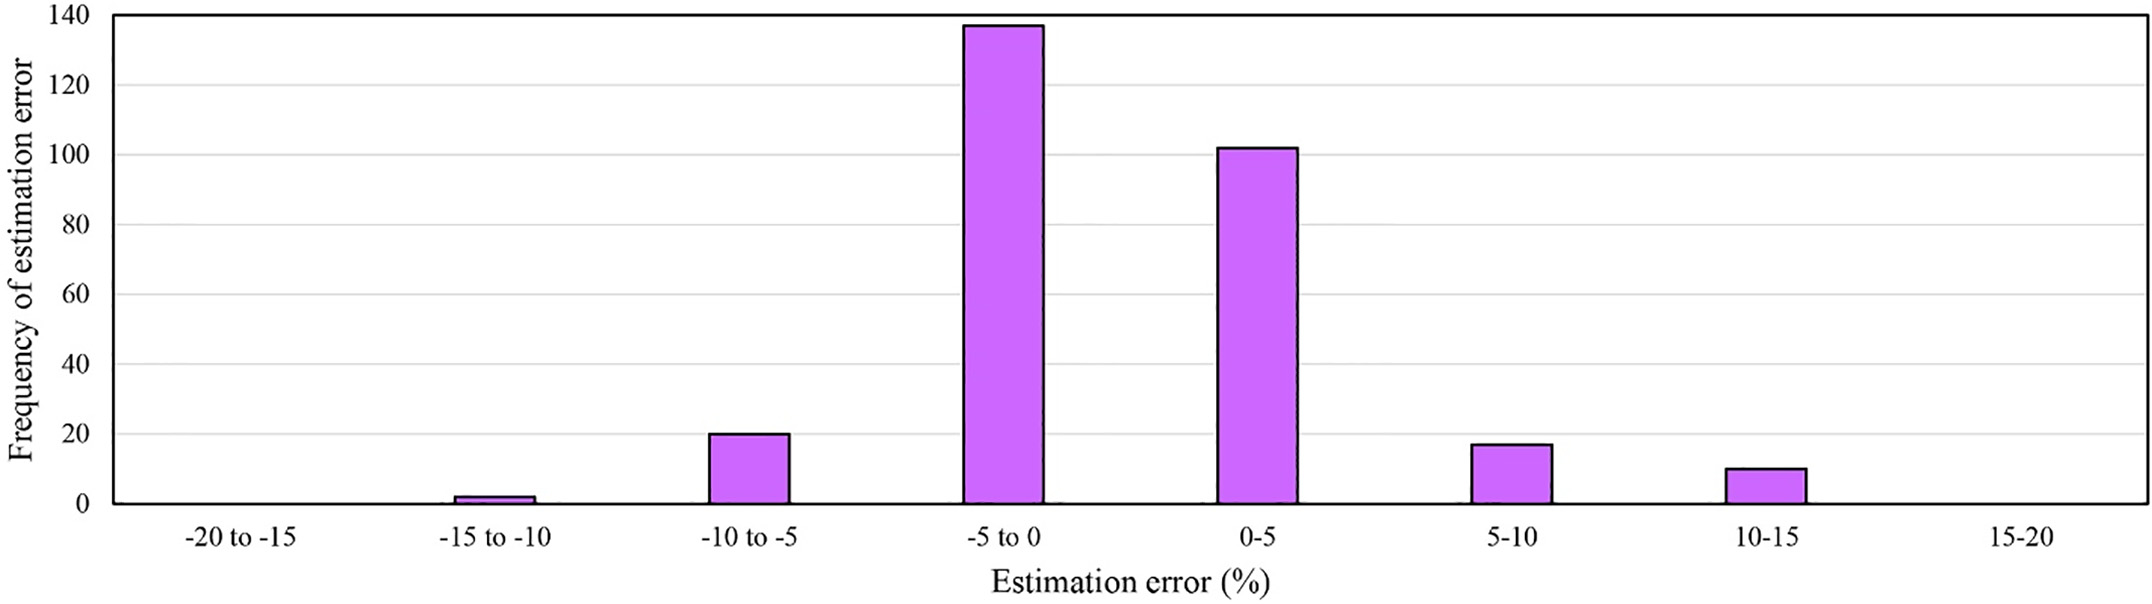 Frequency of estimation error
140
120
100
80
60
40
20
0
-20 to -15
-15 to -10
-10 to -5
-5 to 0
0-5
5-10
10-15
15-20
Estimation error (%)